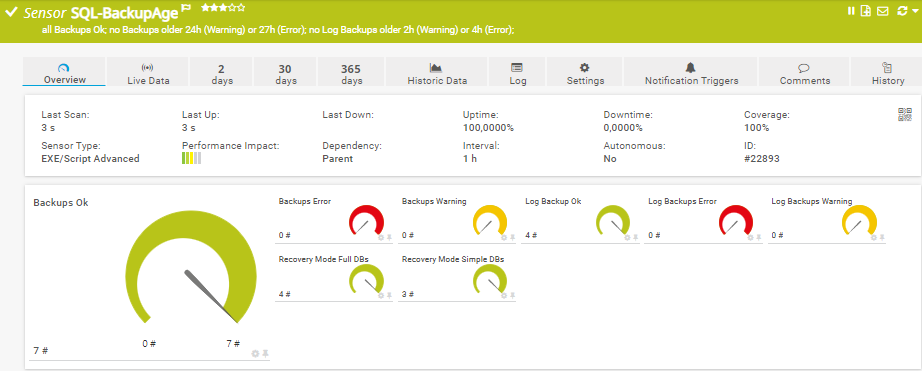 Sensor SQL-BackupAge
all Backups Ok; no Backups older 24h (Warning) or 27h (Error); no Log Backups older 2h (Warning) or 4h (Error);
Overview Live Data 2 days 30 days 365 days Historic Data Log Settings Notification Triggers Comments History
Last Scan: Last Up: Last Down: Uptime: Downtime: Coverage:
3 s 3 s 100,0000% 0,0000% 100%
Sensor Type: Performance Impact: Dependency: Interval: Autonomous: ID:
EXE/Script Advanced Parent 1 h No #22893
Backups Ok
0 # 7 #
7 #
Backups Error Backups Warning Log Backup Ok Log Backups Error Log Backups Warning
0 # 0 # 4 # 0 # 0 #
Recovery Mode Full DBs Recovery Mode Simple DBs
4 # 3 #